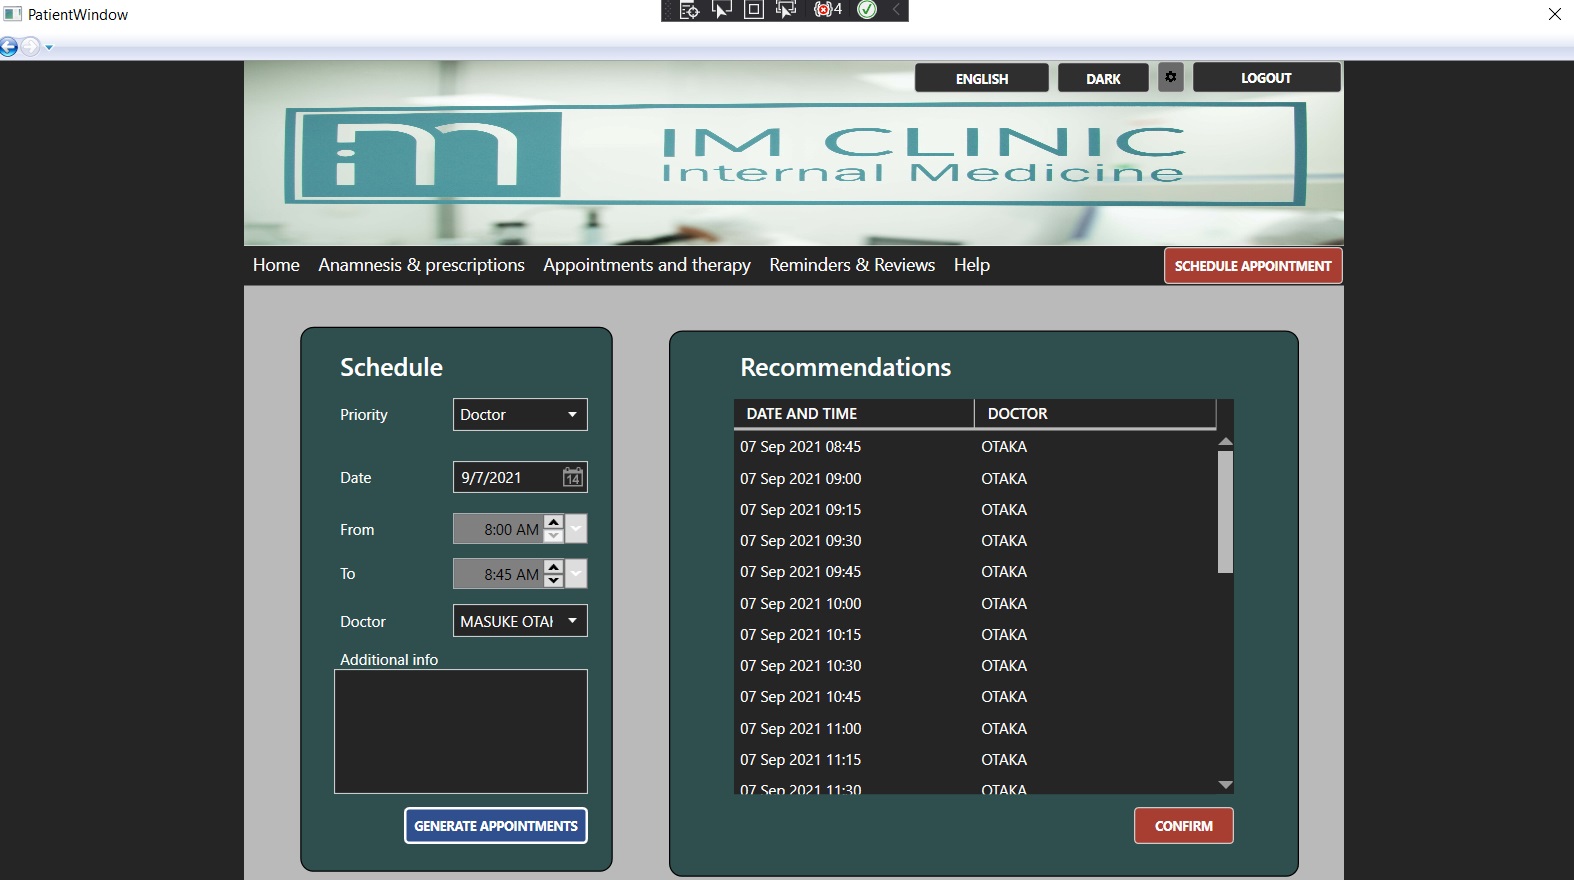 PatientWindow
4
ENGLISH DARK LOGOUT
im IM CLINIC
Internal Medicine
Home Anamnesis & prescriptions Appointments and therapy Reminders & Reviews Help SCHEDULE APPOINTMENT
Schedule
Priority Doctor
Date 9/7/2021 14
From 8:00 AM
To 8:45 AM
Doctor MASUKE OTAK
Additional info
GENERATE APPOINTMENTS
Recommendations
DATE AND TIME DOCTOR
07 Sep 2021 08:45 OTAKA
07 Sep 2021 09:00 OTAKA
07 Sep 2021 09:15 OTAKA
07 Sep 2021 09:30 OTAKA
07 Sep 2021 09:45 OTAKA
07 Sep 2021 10:00 OTAKA
07 Sep 2021 10:15 OTAKA
07 Sep 2021 10:30 OTAKA
07 Sep 2021 10:45 OTAKA
07 Sep 2021 11:00 OTAKA
07 Sep 2021 11:15 OTAKA
07 Sep 2021 11:30 OTAKA
CONFIRM